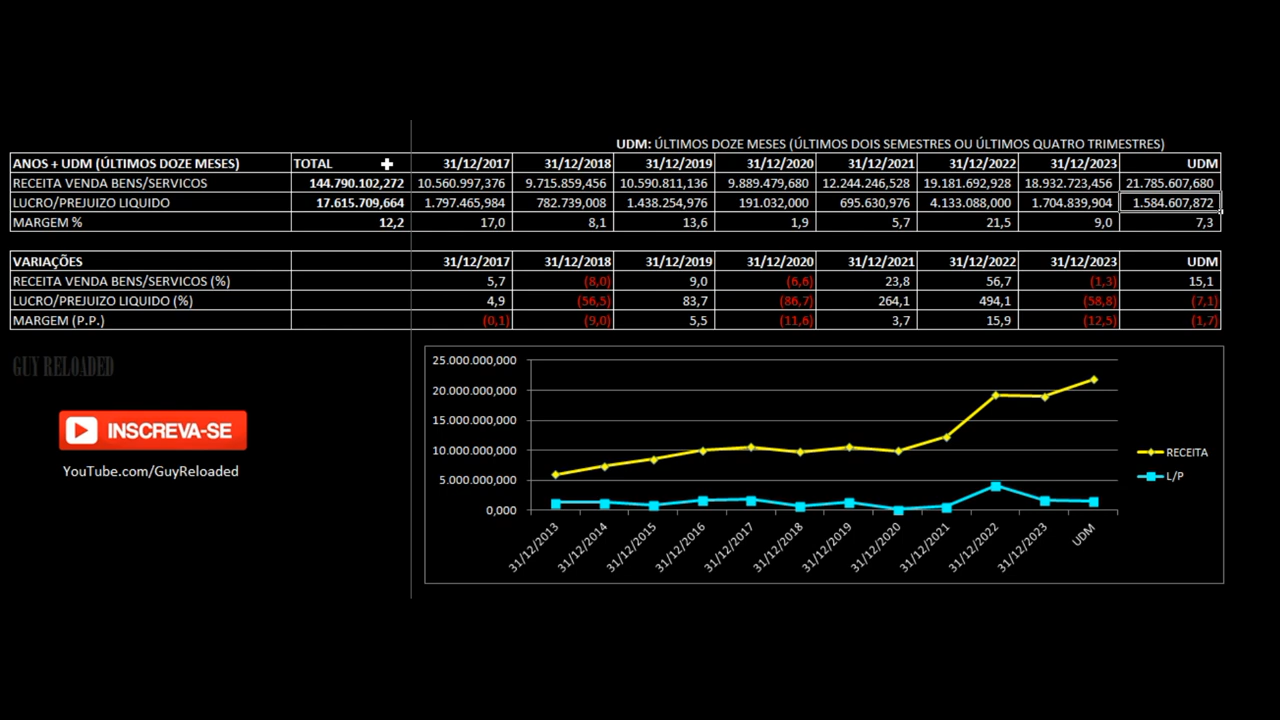 UDM: ÚLTIMOS DOZE MESES (ÚLTIMOS DOIS SEMESTRES OU ÚLTIMOS QUATRO TRIMESTRES)
ANOS + UDM (ÚLTIMOS DOZE MESES) TOTAL 31/12/2017 31/12/2018 31/12/2019 31/12/2020 31/12/2021 31/12/2022 31/12/2023 UDM
RECEITA VENDA BENS/SERVICOS 144.790.102,272 10.560.997,376 9.715.859,456 10.590.811,136 9.889.479,680 12.244.246,528 19.181.692,928 18.932.723,456 21.785.607,680
LUCRO/PREJUIZO LIQUIDO 17.615.709,664 1.797.465,984 782.739,008 1.438.254,976 191.032,000 695.630,976 4.133.088,000 1.704.839,904 1.584.607,872
MARGEM % 12,2 17,0 8,1 13,6 1,9 5,7 21,5 9,0 7,3
VARIAÇÕES 31/12/2017 31/12/2018 31/12/2019 31/12/2020 31/12/2021 31/12/2022 31/12/2023 UDM
RECEITA VENDA BENS/SERVICOS (%) 5,7 (8,0) 9,0 (6,6) 23,8 56,7 (1,3) 15,1
LUCRO/PREJUIZO LIQUIDO (%) 4,9 (56,5) 83,7 (86,7) 264,1 494,1 (58,8) (7,1)
MARGEM (P.P.) (0,1) (9,0) 5,5 (11,6) 3,7 15,9 (12,5) (1,7)
GUY RELOADED
INSCREVA-SE
YouTube.com/GuyReloaded
25.000.000,000
20.000.000,000
15.000.000,000
10.000.000,000
5.000.000,000
0,000
31/12/2013 31/12/2014 31/12/2015 31/12/2016 31/12/2017 31/12/2018 31/12/2019 31/12/2020 31/12/2021 31/12/2022 31/12/2023 UDM
RECEITA
L/P